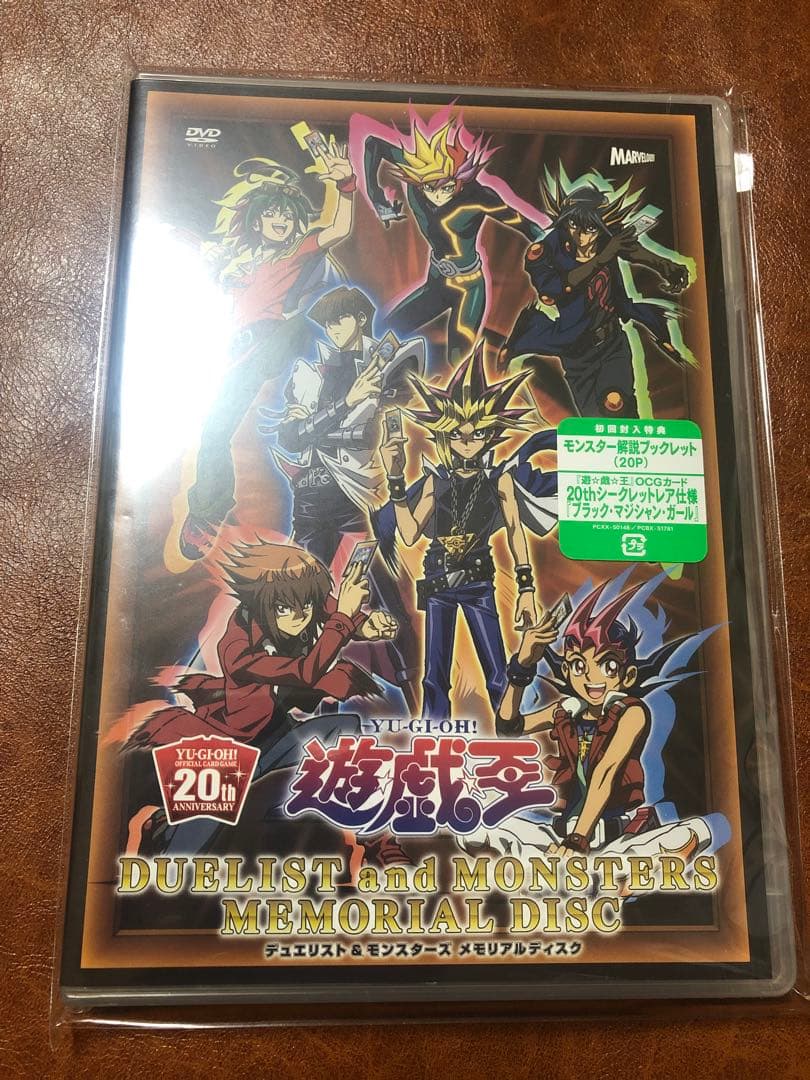 DVD
VIDEO
MARVELOUS!
初回封入特典
モンスター解説ブックレット
(20P)
『遊☆戯☆王』OCGカード
20thシークレットレア仕様
『ブラック・マジシャン・ガール』
PCXX-50148/PCBX-51781
プラ
YU-GI-OH!
遊☆戯☆王
YU-GI-OH!
OFFICIAL CARD GAME
20th
ANNIVERSARY
DUELIST and MONSTERS
MEMORIAL DISC
デュエリスト&モンスターズ メモリアルディスク